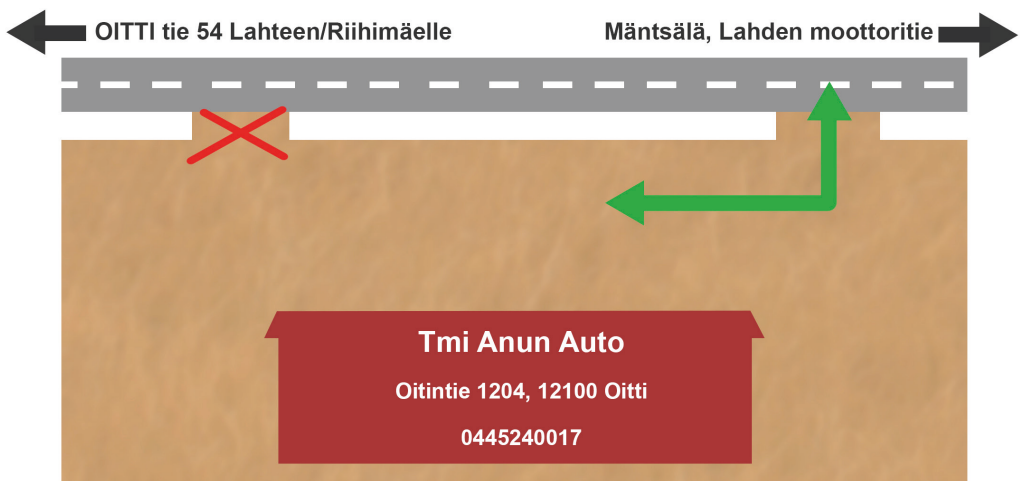 OITTI tie 54 Lahteen/Riihimäelle
Mäntsälä, Lahden moottoritie
Tmi Anun Auto
Oitintie 1204, 12100 Oitti
0445240017